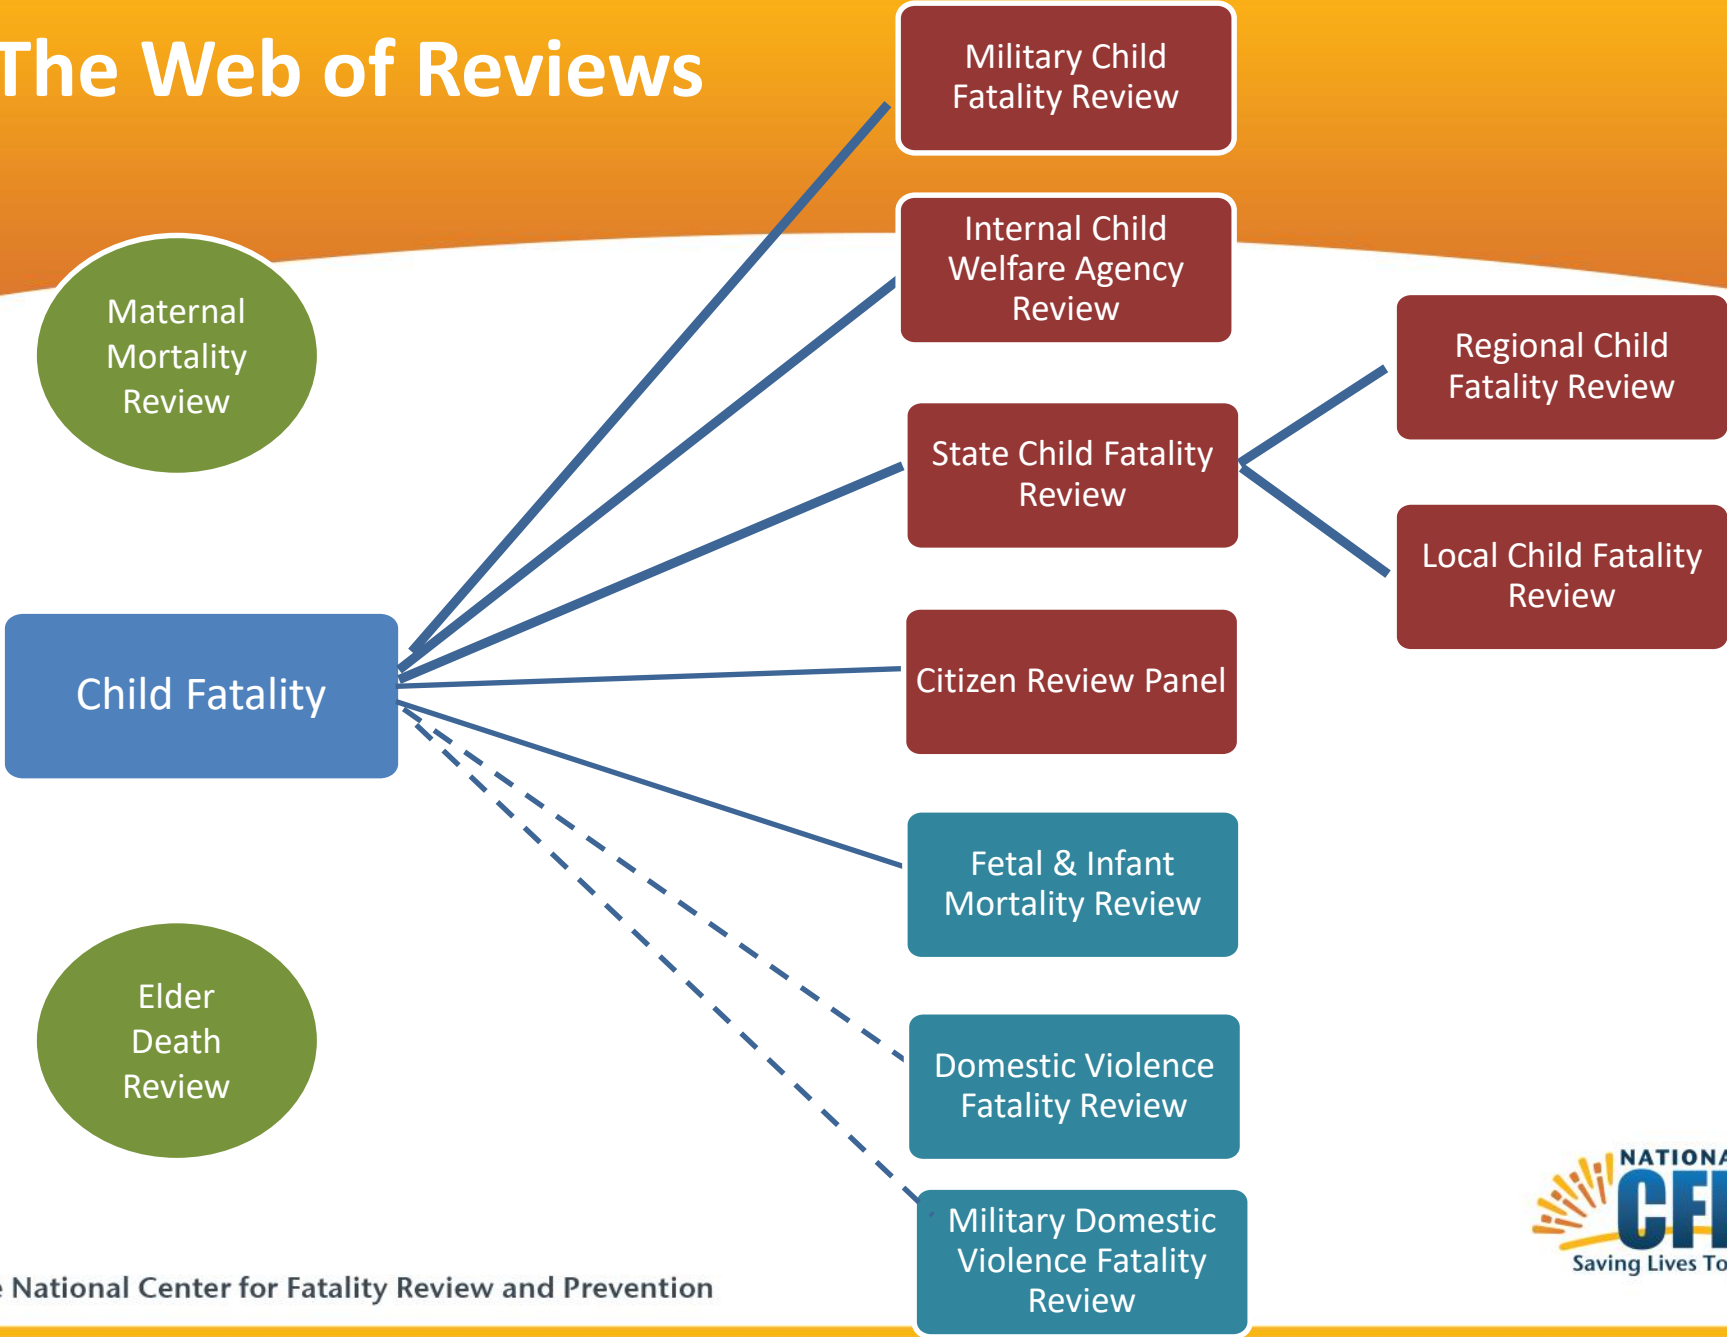 The Web of Reviews
Military Child
Fatality Review
Internal Child
Welfare Agency
Review
Maternal
Mortality
Review
Regional Child
Fatality Review
State Child Fatality
Review
Local Child Fatality
Review
Child Fatality
Citizen Review Panel
Fetal & Infant
Mortality Review
Elder
Death
Review
Domestic Violence
Fatality Review
Military Domestic
Violence Fatality
Review
National Center for Fatality Review and Prevention
NATIONA
CF
Saving Lives To